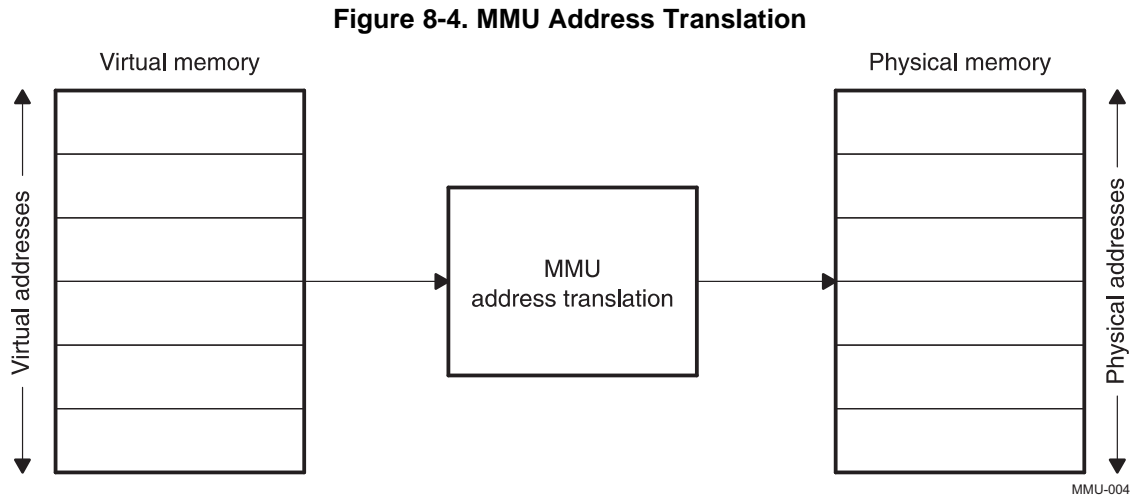 Figure 8-4. MMU Address Translation
Virtual memory
Physical memory
Virtual addresses
MMU
address translation
Physical addresses
MMU-004